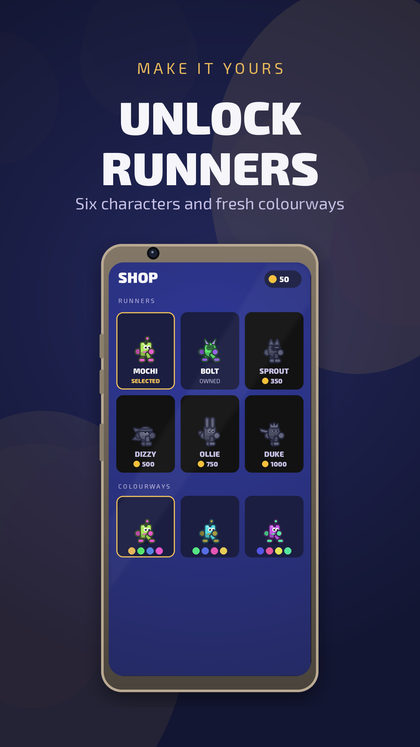 MAKE IT YOURS
UNLOCK
RUNNERS
Six characters and fresh colourways
SHOP 50
RUNNERS
MOCHI BOLT SPROUT
SELECTED OWNED 350
DIZZY OLLIE DUKE
500 750 1000
COLOURWAYS